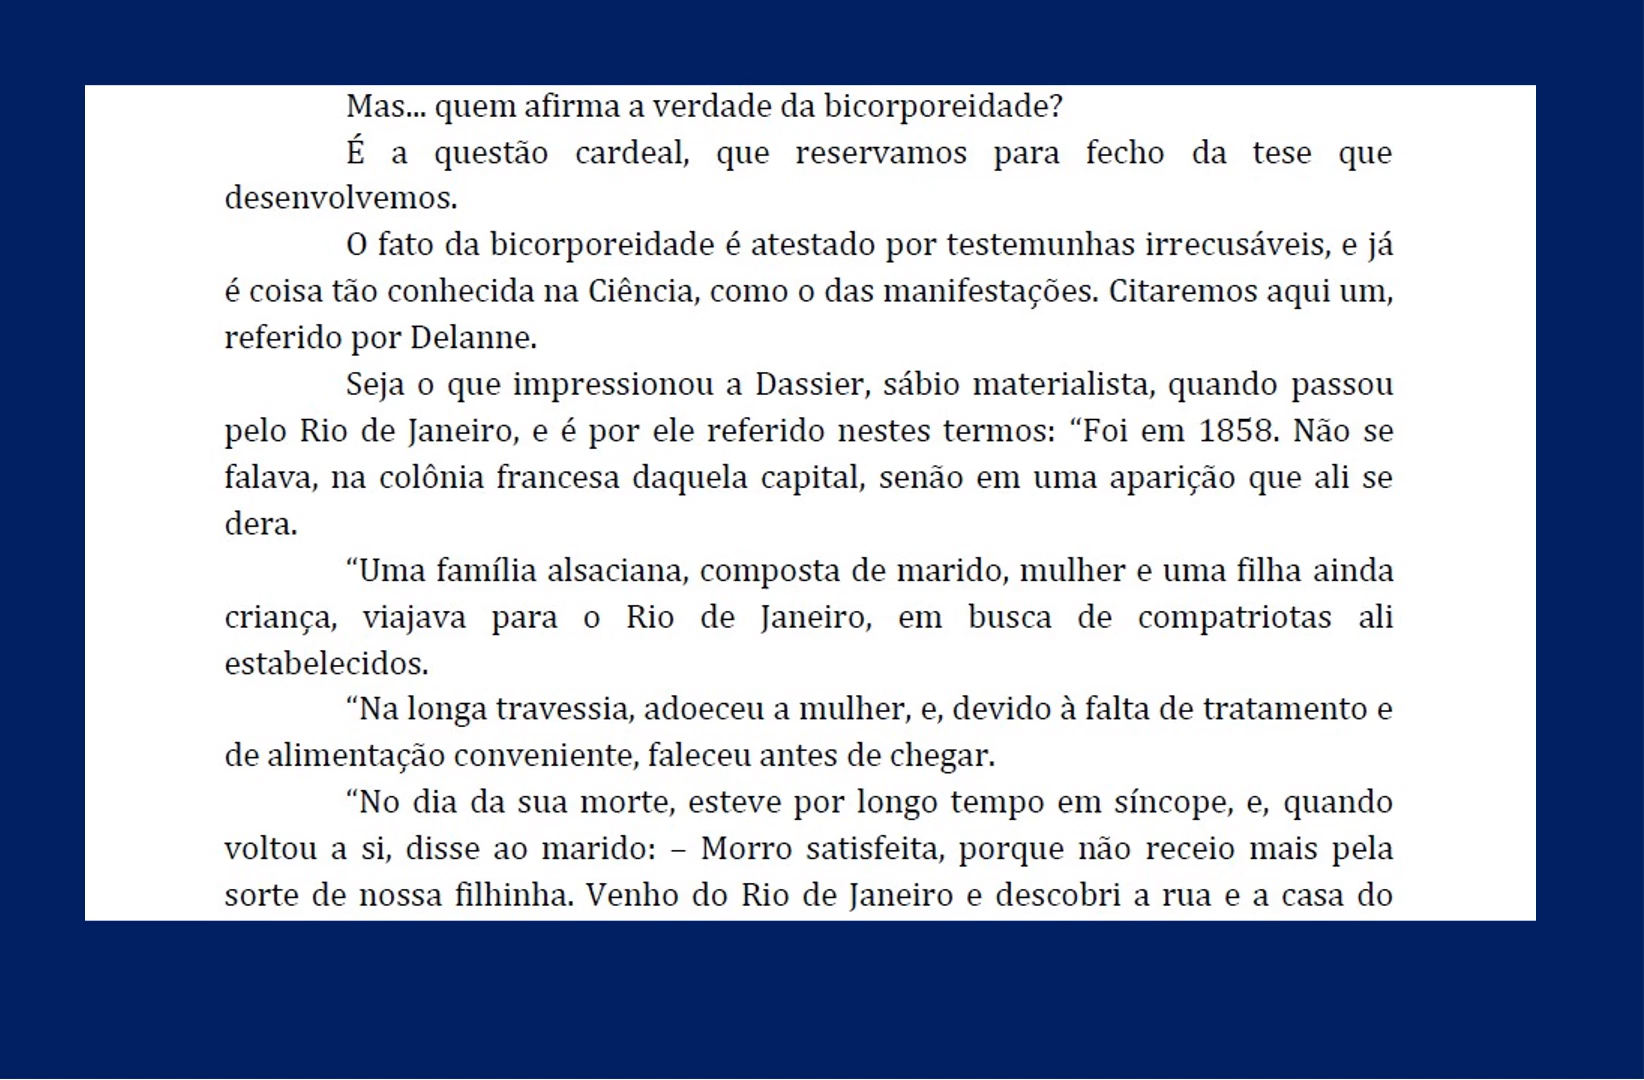 Mas... quem afirma a verdade da bicorporeidade?
É a questão cardeal, que reservamos para fecho da tese que
desenvolvemos.
O fato da bicorporeidade é atestado por testemunhas irrecusáveis, e já
é coisa tão conhecida na Ciência, como o das manifestações. Citaremos aqui um,
referido por Delanne.
Seja o que impressionou a Dassier, sábio materialista, quando passou
pelo Rio de Janeiro, e é por ele referido nestes termos: “Foi em 1858. Não se
falava, na colônia francesa daquela capital, senão em uma aparição que ali se
dera.
“Uma família alsaciana, composta de marido, mulher e uma filha ainda
criança, viajava para o Rio de Janeiro, em busca de compatriotas ali
estabelecidos.
“Na longa travessia, adoeceu a mulher, e, devido à falta de tratamento e
de alimentação conveniente, faleceu antes de chegar.
“No dia da sua morte, esteve por longo tempo em síncope, e, quando
voltou a si, disse ao marido: – Morro satisfeita, porque não receio mais pela
sorte de nossa filhinha. Venho do Rio de Janeiro e descobri a rua e a casa do